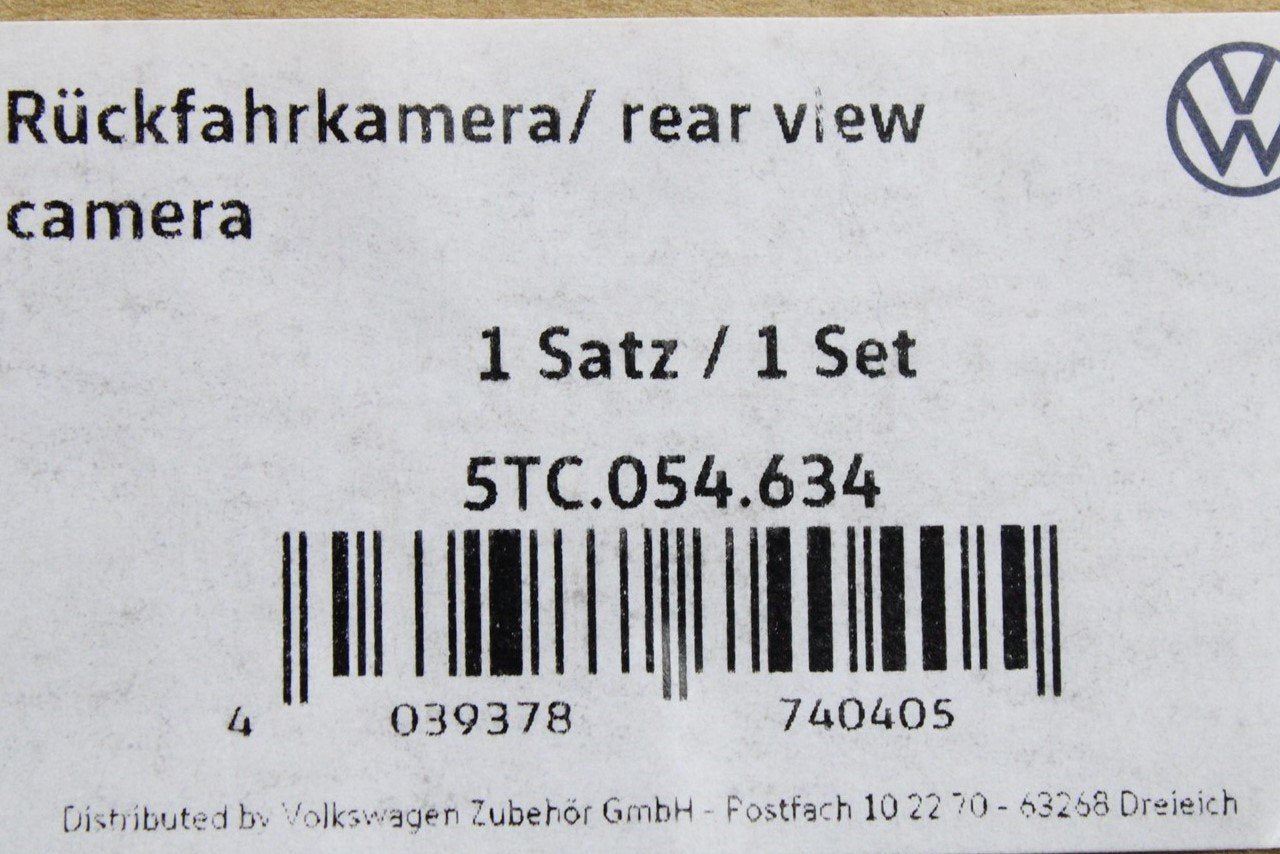 Rückfahrkamera/ rear view
camera
1 Satz / 1 Set
5TC.054.634
4 039378 740405
Distributed by Volkswagen Zubehör GmbH - Postfach 10 22 70 - 63268 Dreieich